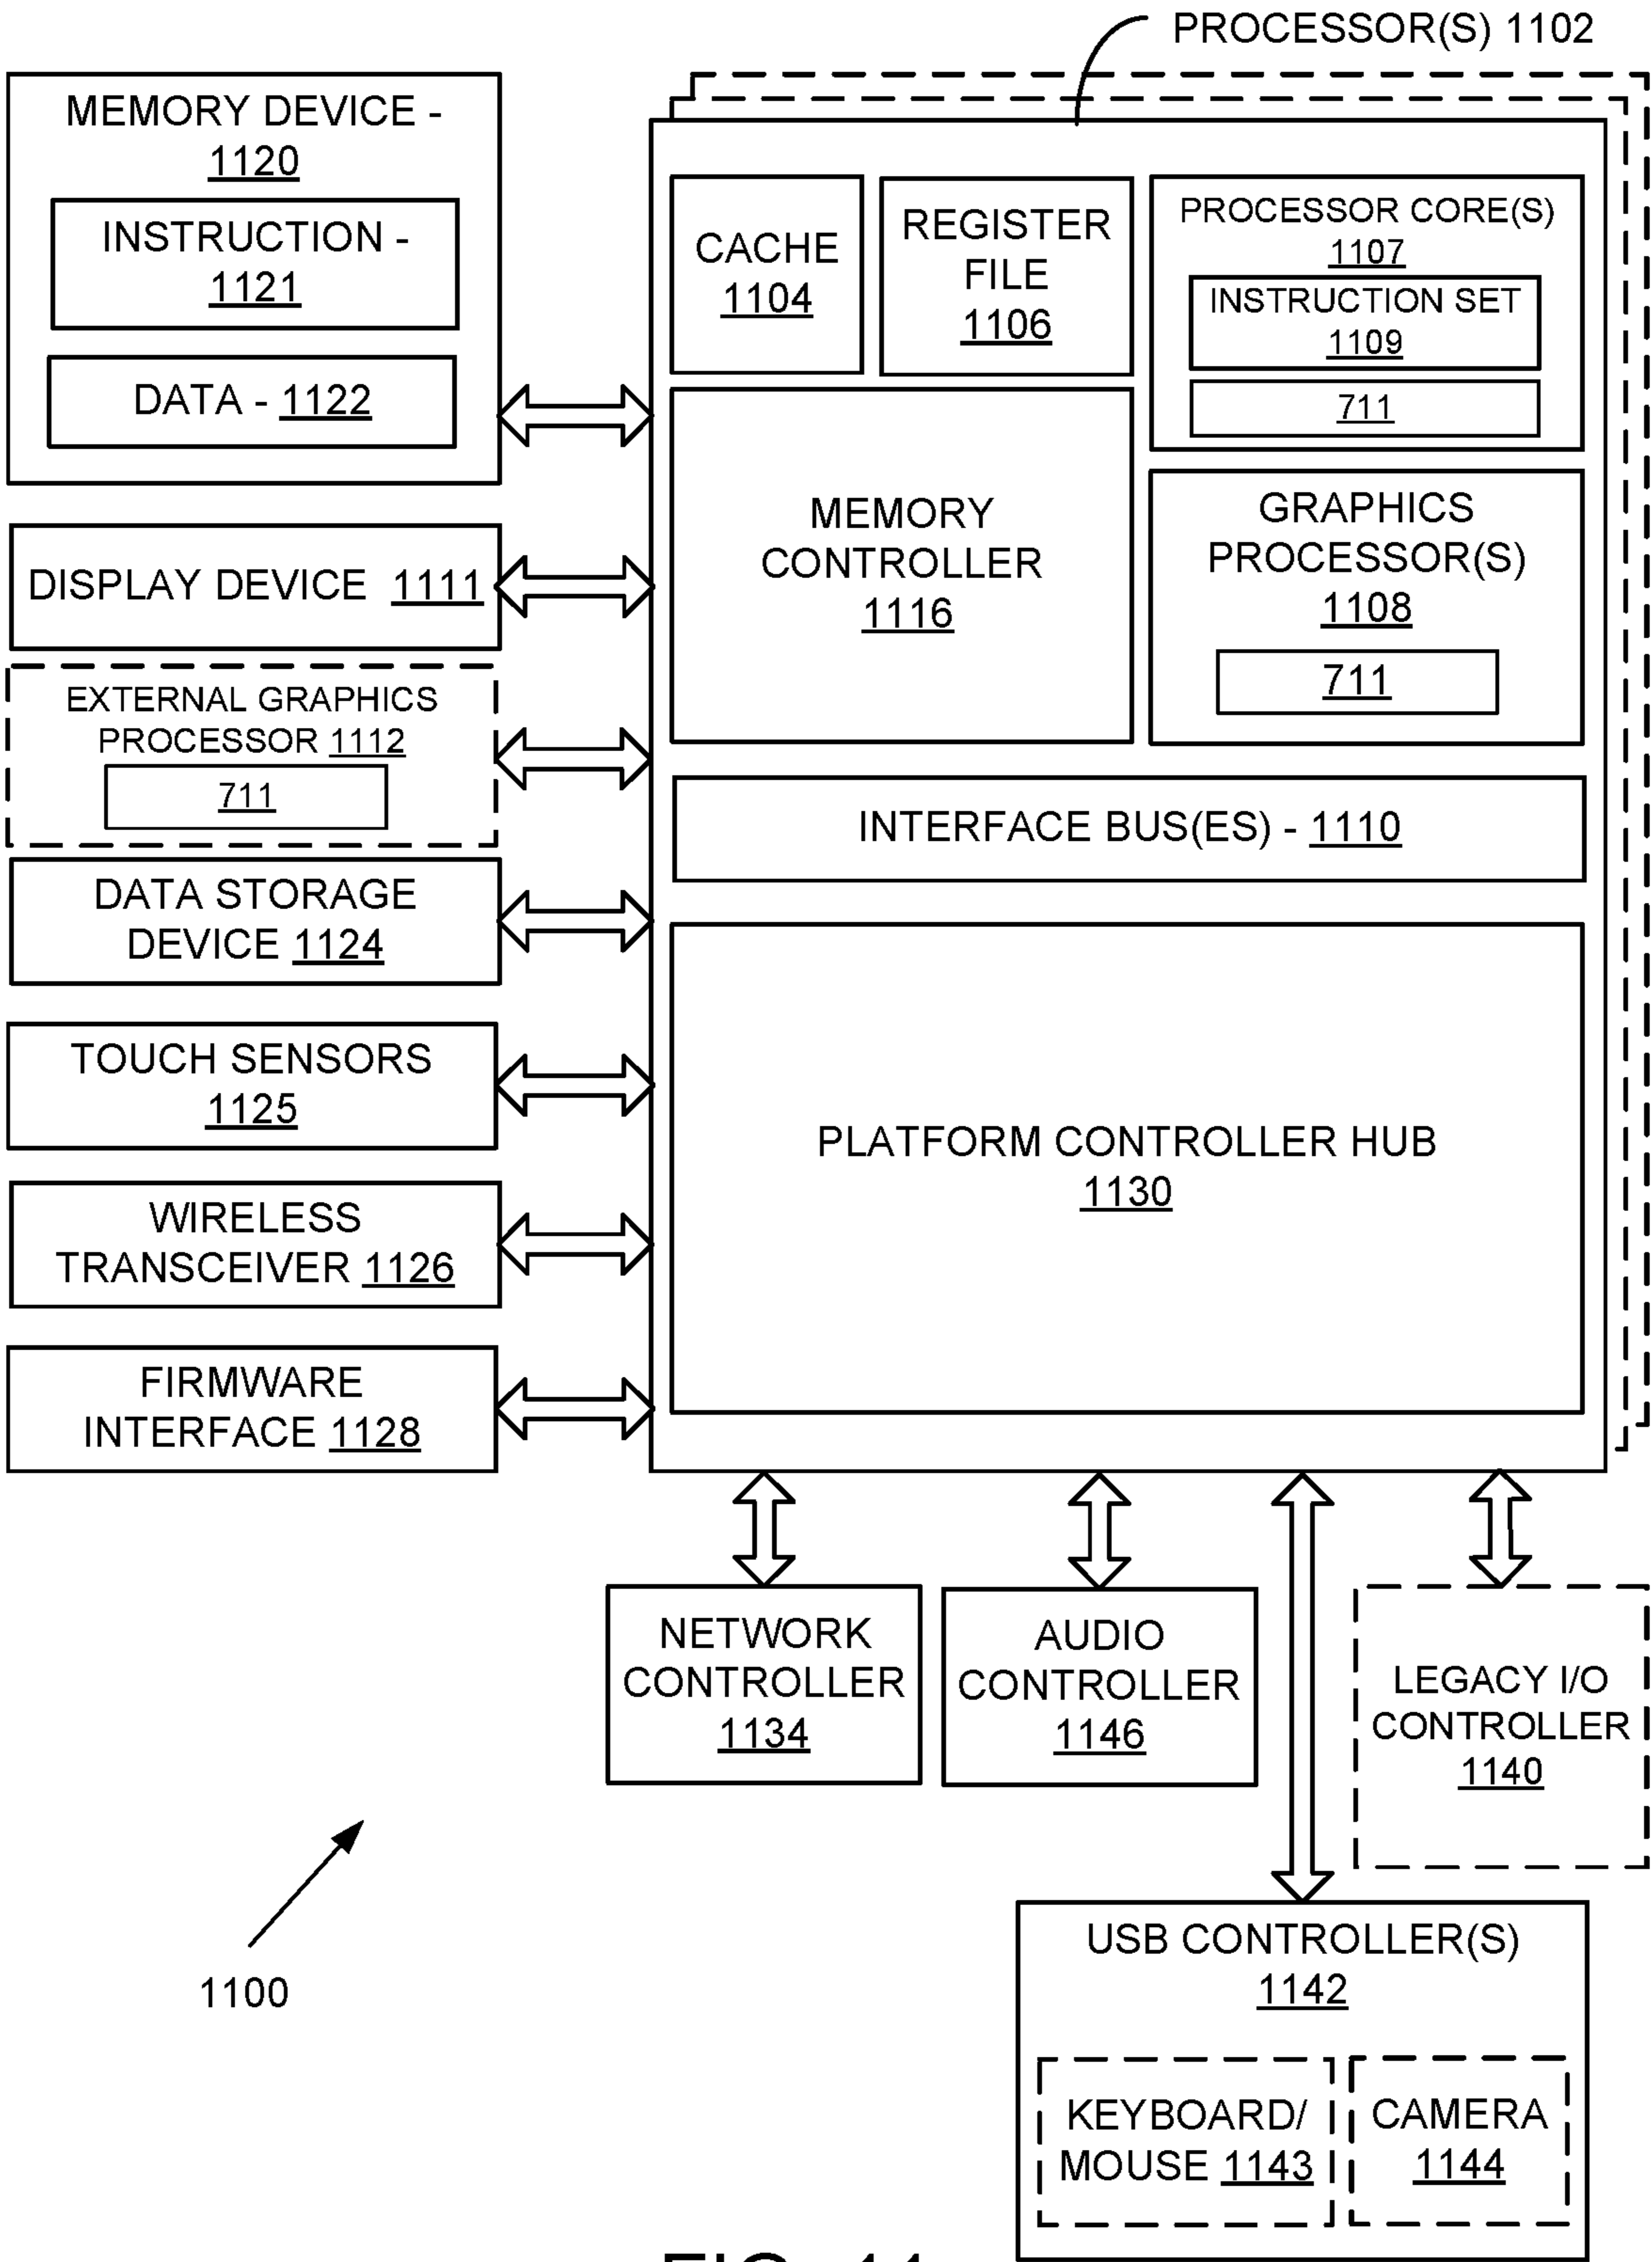 PROCESSOR(S) 1102
MEMORY DEVICE -
1120
INSTRUCTION -
1121
DATA - 1122
DISPLAY DEVICE 1111
EXTERNAL GRAPHICS
PROCESSOR 1112
711
DATA STORAGE
DEVICE 1124
TOUCH SENSORS
1125
WIRELESS
TRANSCEIVER 1126
FIRMWARE
INTERFACE 1128
CACHE
1104
REGISTER
FILE
1106
PROCESSOR CORE(S)
1107
INSTRUCTION SET
1109
711
MEMORY
CONTROLLER
1116
GRAPHICS
PROCESSOR(S)
1108
711
INTERFACE BUS(ES) - 1110
PLATFORM CONTROLLER HUB
1130
NETWORK
CONTROLLER
1134
AUDIO
CONTROLLER
1146
LEGACY I/O
CONTROLLER
1140
USB CONTROLLER(S)
1142
KEYBOARD/
MOUSE 1143
CAMERA
1144
1100
FIG. 11